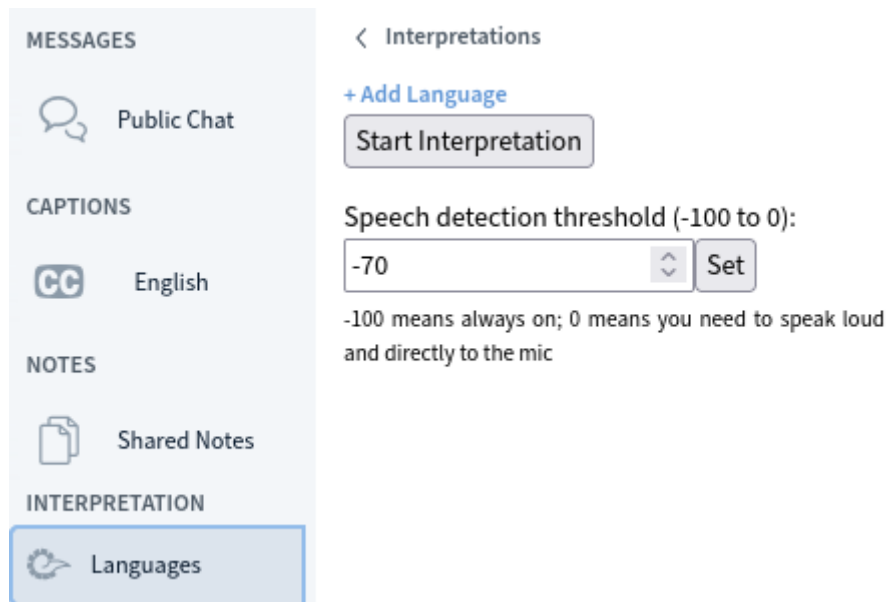 MESSAGES
Public Chat
CAPTIONS
CC English
NOTES
Shared Notes
INTERPRETATION
Languages
Interpretations
+ Add Language
Start Interpretation
Speech detection threshold (-100 to 0):
-70 Set
-100 means always on; 0 means you need to speak loud
and directly to the mic